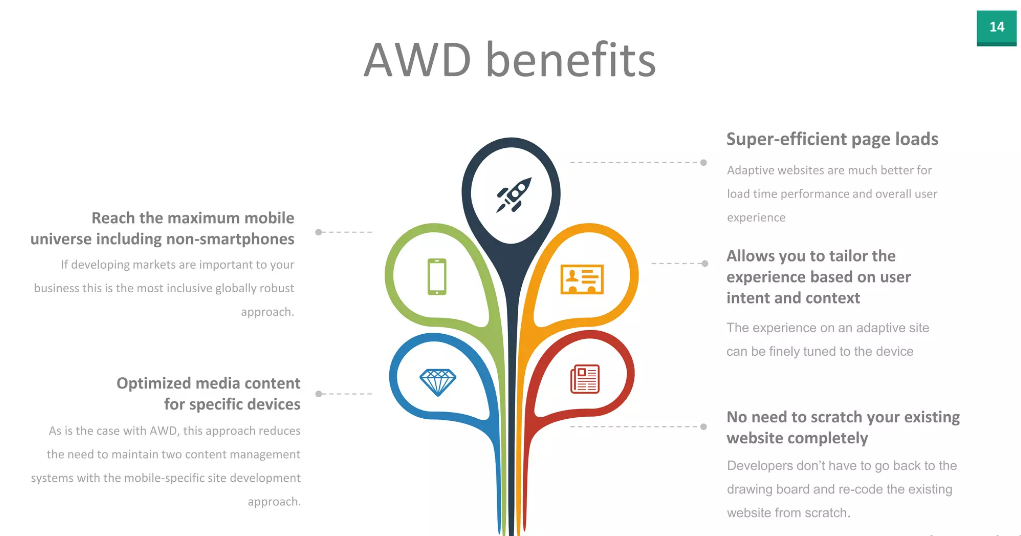 14
AWD benefits
Super-efficient page loads
Adaptive websites are much better for
load time performance and overall user
experience
Reach the maximum mobile
universe including non-smartphones
If developing markets are important to your
business this is the most inclusive globally robust
approach.
Allows you to tailor the
experience based on user
intent and context
The experience on an adaptive site
can be finely tuned to the device
Optimized media content
for specific devices
As is the case with AWD, this approach reduces
the need to maintain two content management
systems with the mobile-specific site development
approach.
No need to scratch your existing
website completely
Developers don’t have to go back to the
drawing board and re-code the existing
website from scratch.